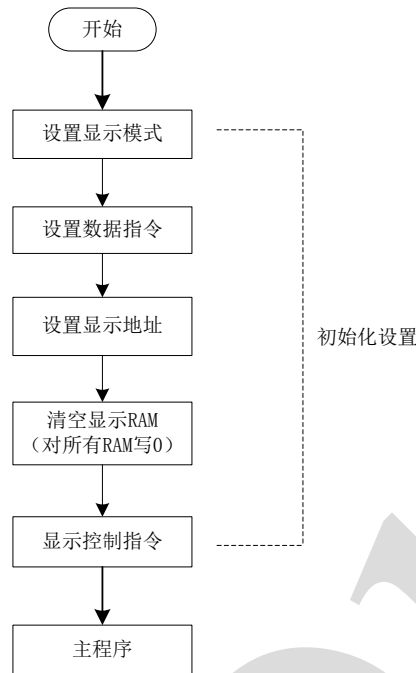 开始
设置显示模式
设置数据指令
设置显示地址
初始化设置
清空显示RAM
（对所有RAM写0）
显示控制指令
主程序